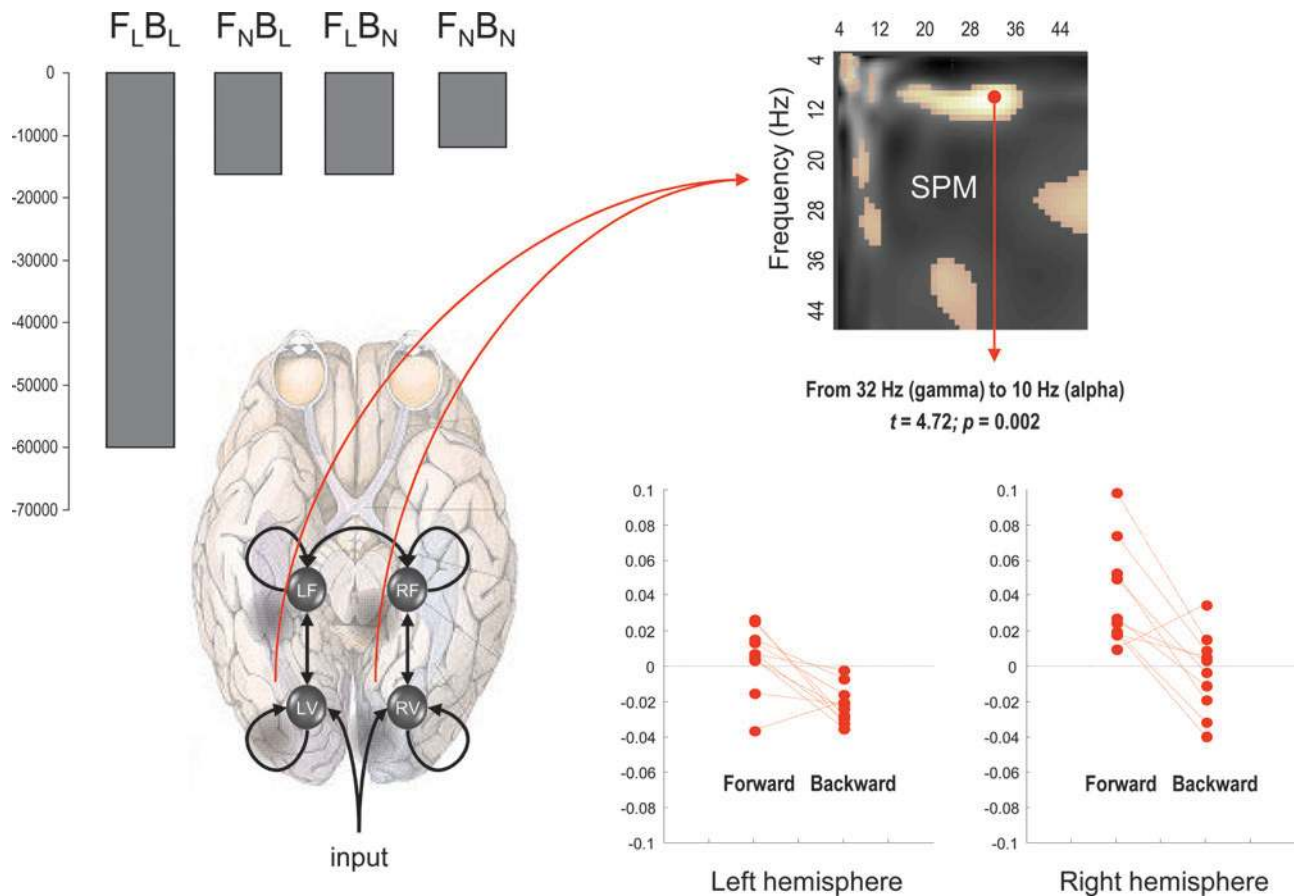 FLBL FNBL FLBN FNBN
0
-10000
-20000
-30000
-40000
-50000
-60000
-70000
LF RF
LV RV
input
4 12 20 28 36 44
Frequency (Hz)
4
12
20
28
36
44
SPM
From 32 Hz (gamma) to 10 Hz (alpha)
t = 4.72; p = 0.002
0.1
0.08
0.06
0.04
0.02
0
-0.02
-0.04
-0.06
-0.08
-0.1
Forward Backward
Left hemisphere
0.1
0.08
0.06
0.04
0.02
0
-0.02
-0.04
-0.06
-0.08
-0.1
Forward Backward
Right hemisphere